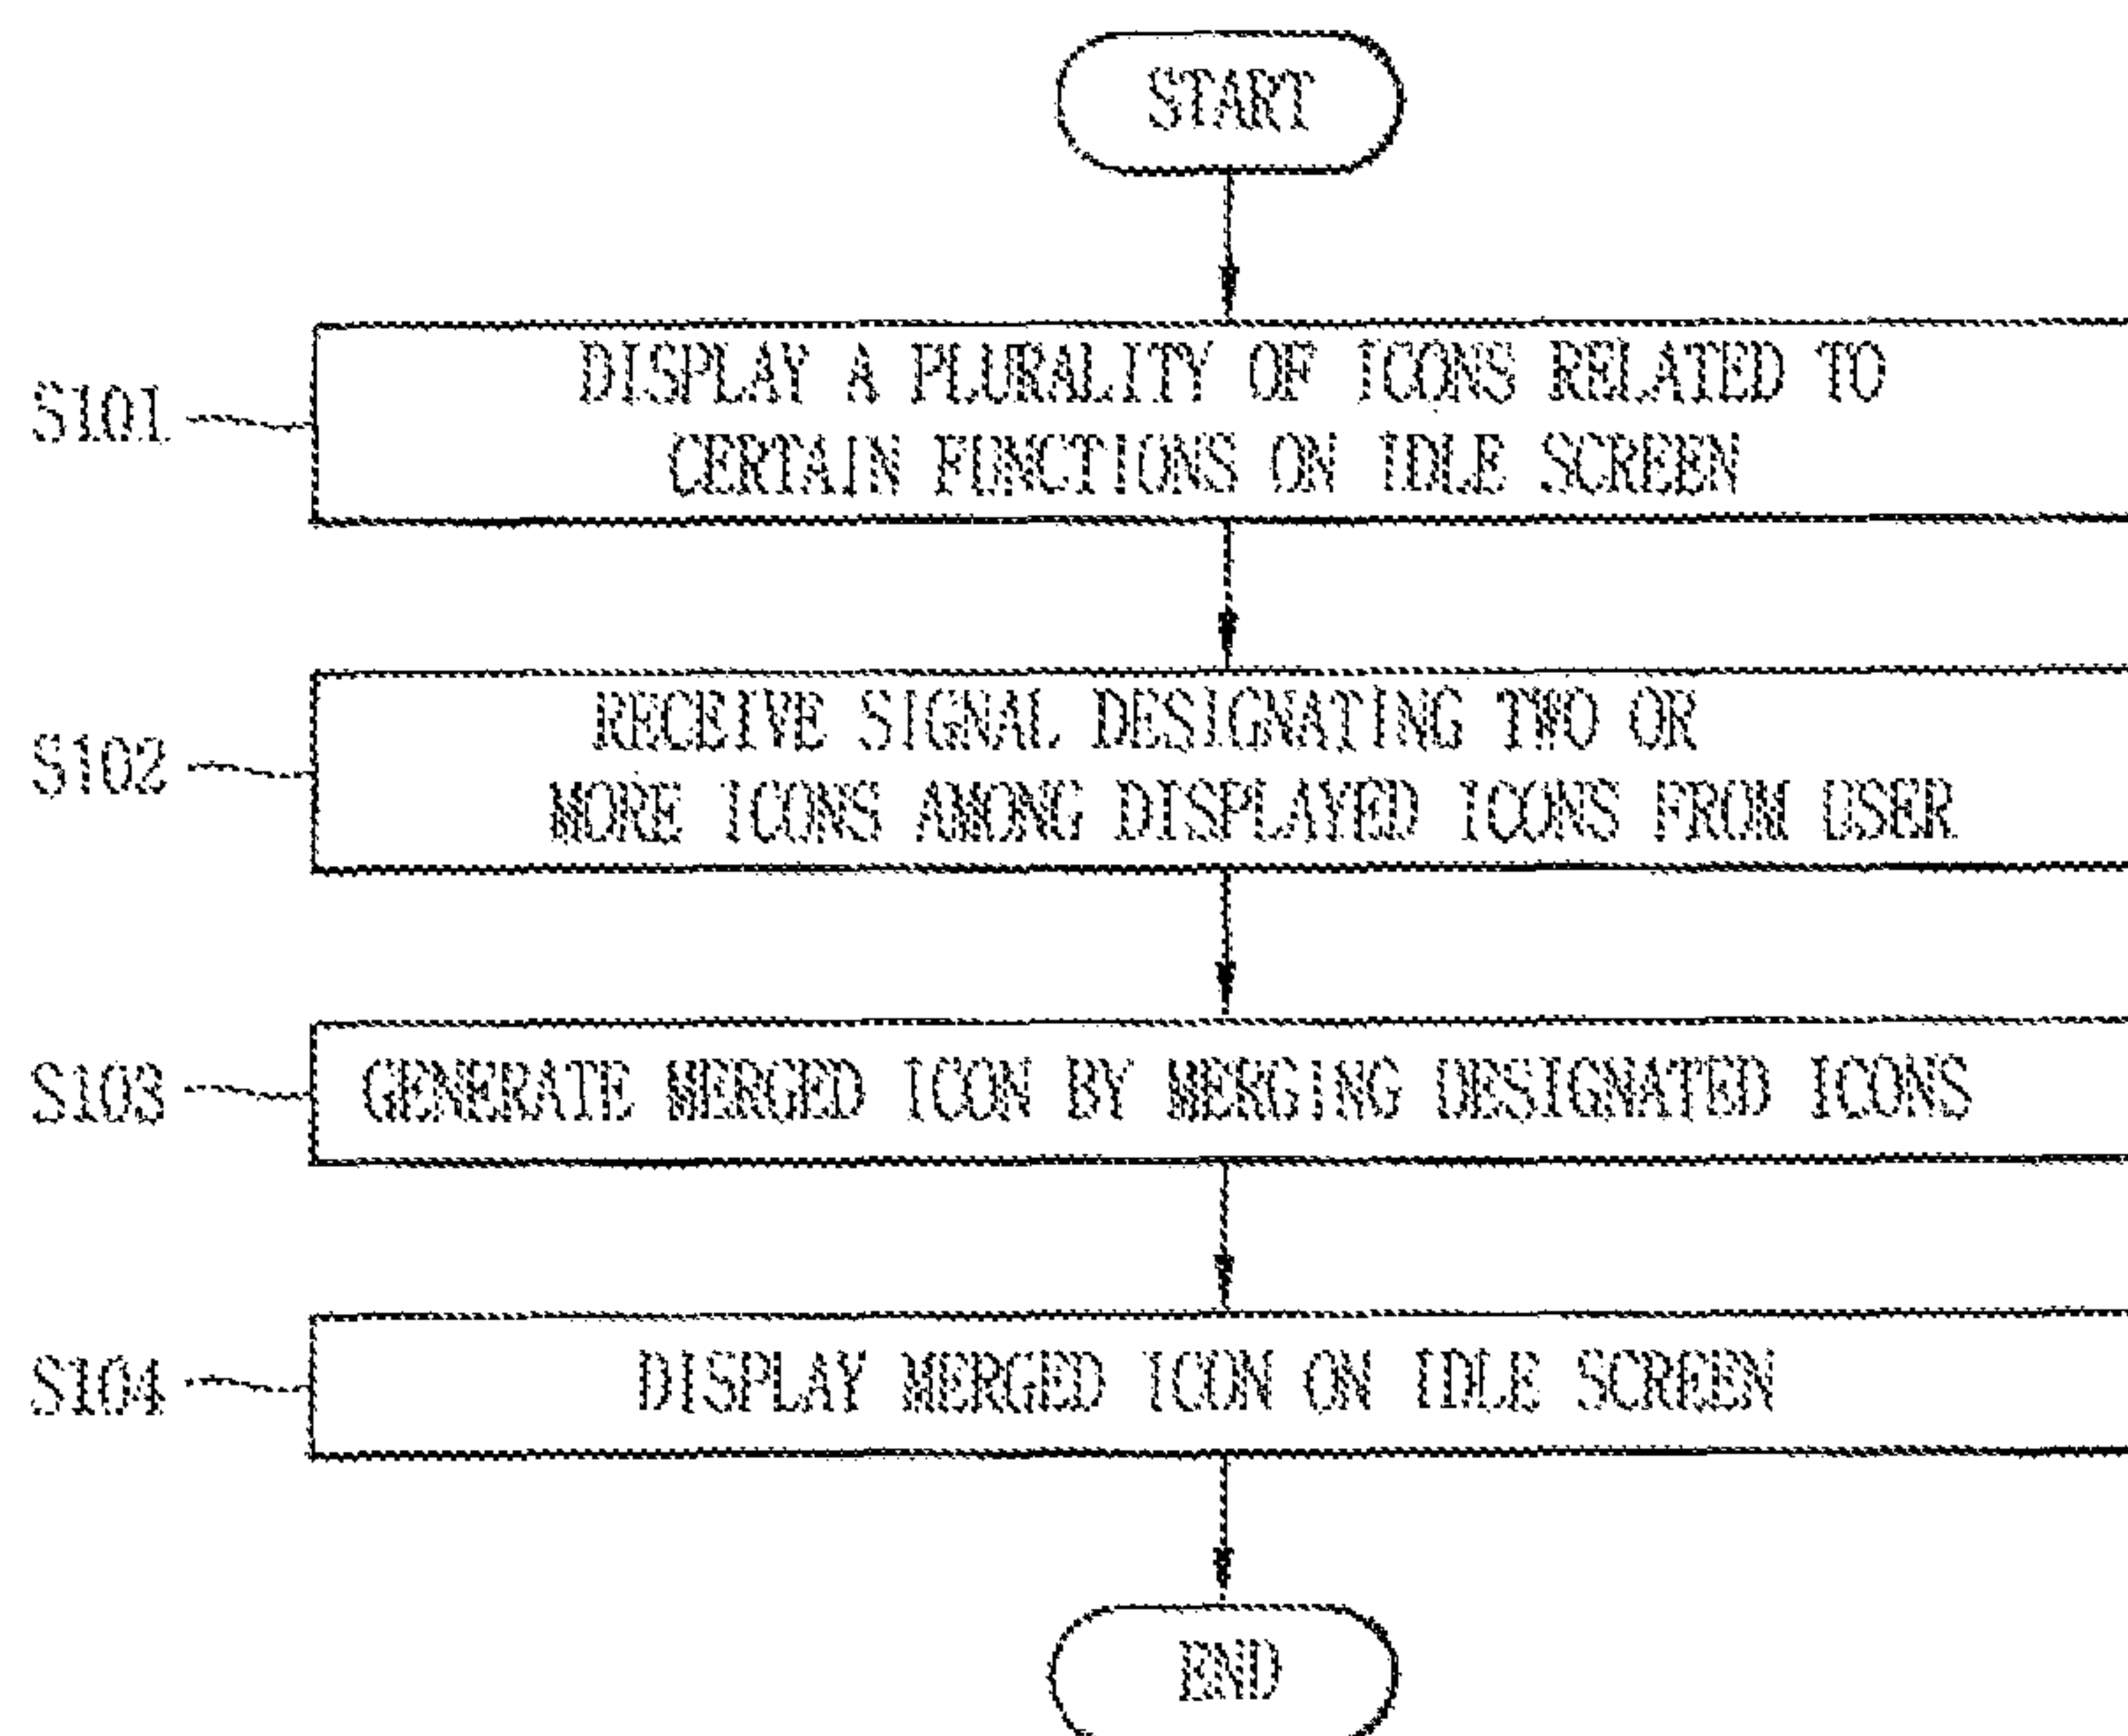 START
S101
DISPLAY A PLURALITY OF ICONS RELATED TO
CERTAIN FUNCTIONS ON IDLE SCREEN
S102
RECEIVE SIGNAL DESIGNATING TWO OR
MORE ICONS AMONG DISPLAYED ICONS FROM USER
S103
GENERATE MERGED ICON BY MERGING DESIGNATED ICONS
S104
DISPLAY MERGED ICON ON IDLE SCREEN
END